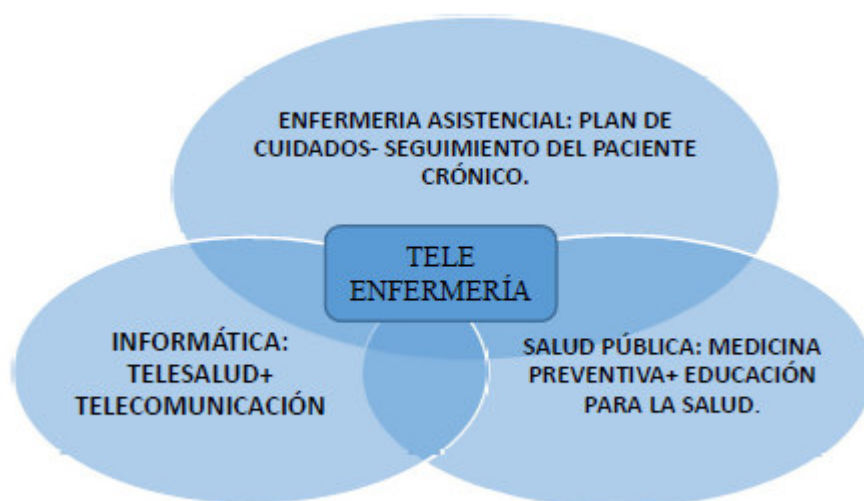 ENFERMERIA ASISTENCIAL: PLAN DE
CUIDADOS- SEGUIMIENTO DEL PACIENTE
CRÓNICO.
TELE
ENFERMERÍA
INFORMÁTICA:
TELESALUD+
TELECOMUNICACIÓN
SALUD PÚBLICA: MEDICINA
PREVENTIVA+ EDUCACIÓN
PARA LA SALUD.